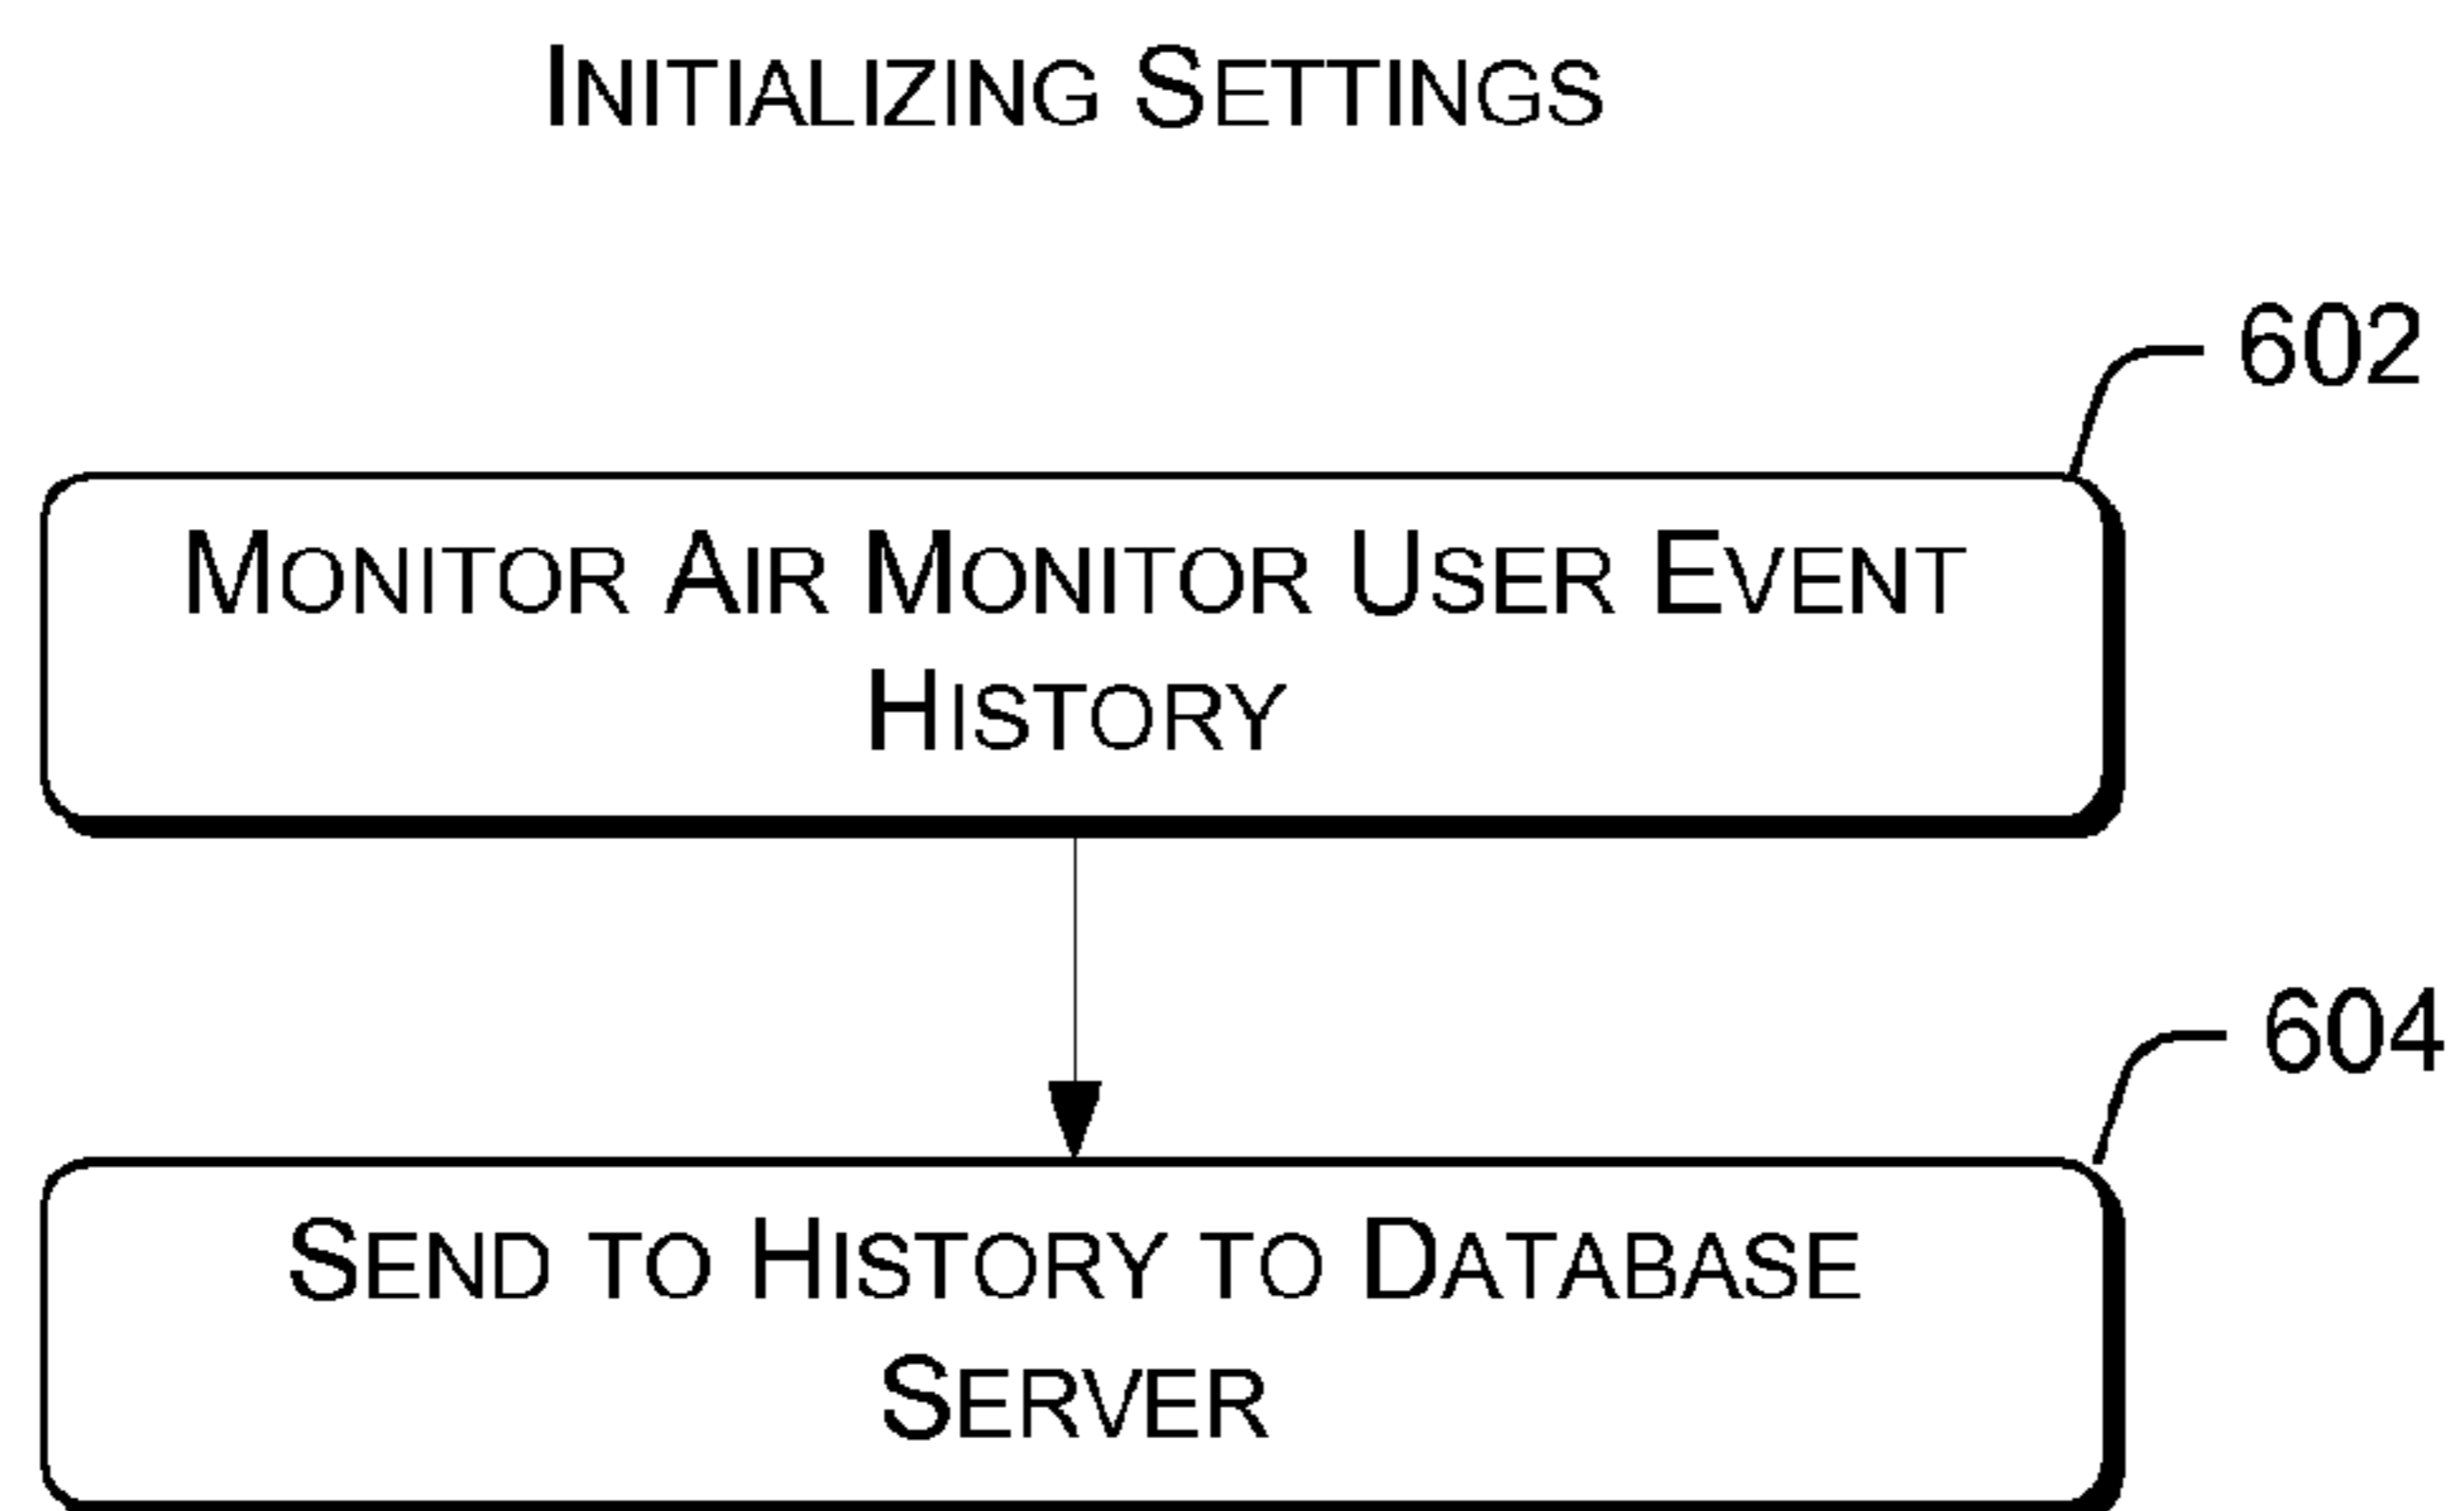 INITIALIZING SETTINGS
602
MONITOR AIR MONITOR USER EVENT
HISTORY
604
SEND TO HISTORY TO DATABASE
SERVER